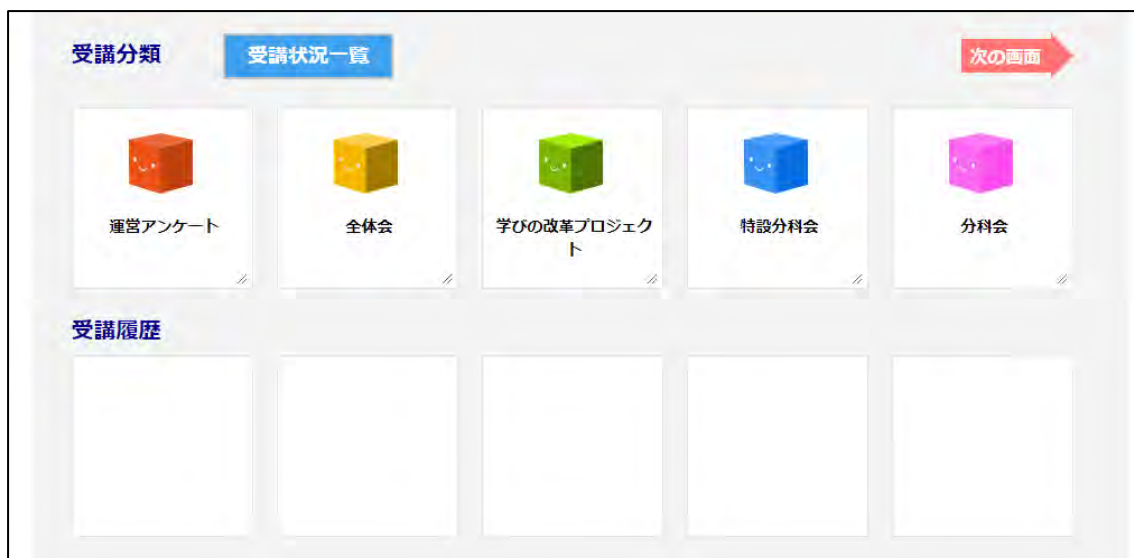 受講分類
受講状況一覧
次の画面
運営アンケート
全体会
学びの改革プロジェク
ト
特設分科会
分科会
受講履歴